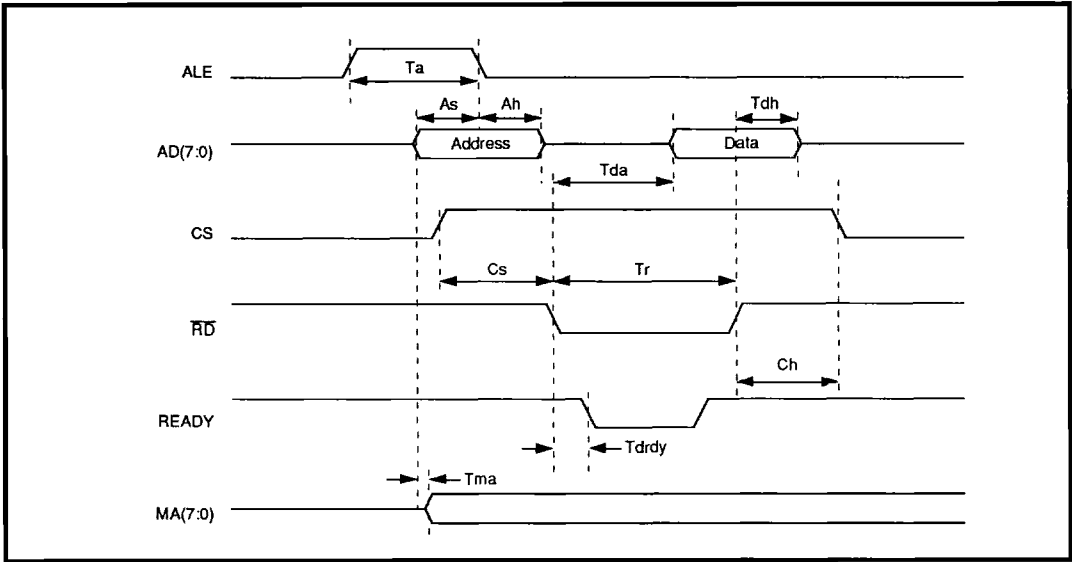 ALE
Ta
As Ah Tdh
AD(7:0) Address Data
Tda
CS
Cs Tr
RD
Ch
READY
Tdrdy
Tma
MA(7:0)